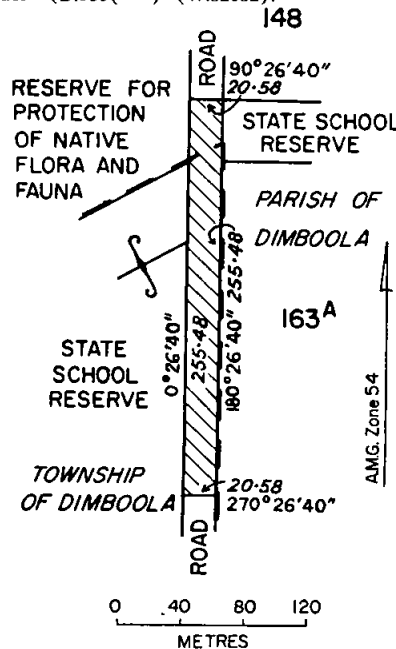 148
ROAD
90°26'40"
20·58
RESERVE FOR
PROTECTION
OF NATIVE
FLORA AND
FAUNA
STATE SCHOOL
RESERVE
PARISH OF
DIMBOOLA
255·48
180°26'40"
255·48
0°26'40"
163A
A.M.G. Zone 54
STATE
SCHOOL
RESERVE
TOWNSHIP
OF DIMBOOLA
20·58
270°26'40"
ROAD
0 40 80 120
METRES